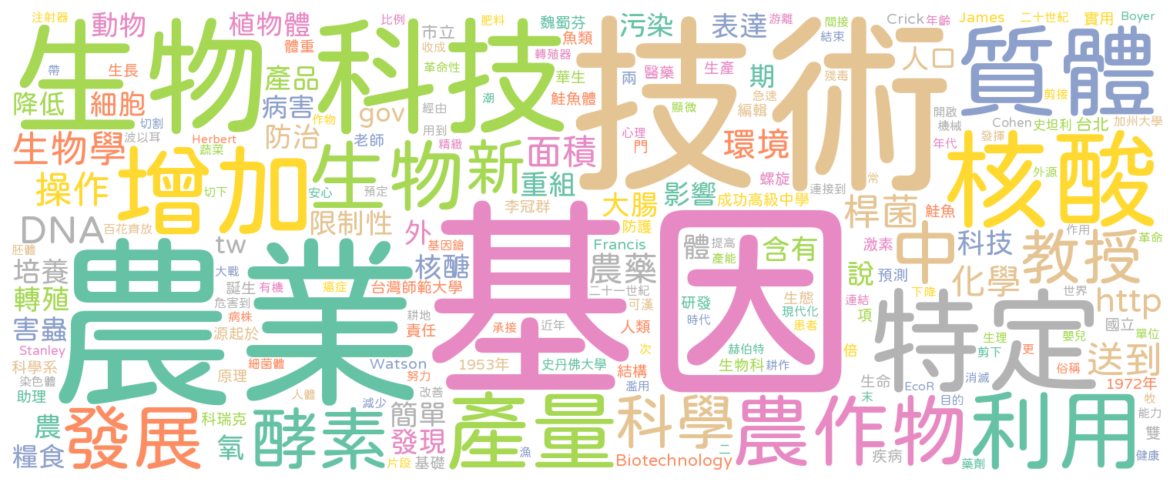 注射器 動物 植物體 比例 市立 魏蜀芬 污染 表達 游離 間接 Crick 年齡 James 二十世紀 實用 Boyer
生物科技 技術 質體
體重 收成 魚類 肥料 結束 人口
帶 生長 產品 革命性 轉殖器 華生 兩 醫藥 生產 期 殘毒
降低 細胞 病害 gov 經由 潮 鮭魚體 顯微 急速 編輯 開啟 剪接
切割 作物 機械 Cohen 史坦利 台北 加州大學
生物學 波以耳 Herbert 防治 老師 用到 精緻 心理 門 環境 年代 發揮
蔬菜 增加 生物 新 面積 核酸
操作 切下 安心 預定 重組 影響 螺旋 連接到 常 外源
限制性 李冠群 大腸 成功高級中學 桿菌 鮭魚
DNA 百花齊放 外 防護 作用
胚體 tw 基因鎗 Francis 體 提高 含有 激素 中 科技 教授 革命
培養 農業 大戰 核醣 基因 農藥 產能 說 預測 化學
轉殖 誕生 有機 癌症 台灣師範大學 二十一世紀 生態 下降 連結 世界 http
害蟲 危害到 耕地 可漢 研發 現代化 項 特定
病株 源起於 責任 承接 近年 人類 時代 患者 國立
Stanley 科學系 細菌體 Watson 1953年 史丹佛大學 次 赫伯特 倍 生理 嬰兒 單位
染色體 原理 結構 生物科 耕作 剪下 更 送到
助理 人體 減少 努力 改善 濫用 生命 EcoR 消滅 俗稱 1972年
農 發展 科瑞克 酵素 簡單 產量 科學 農作物 末 目的 利用 牧
氧 發現 能力 雙
糧食 片段 基礎 漁 Biotechnology 二 疾病 藥劑 健康